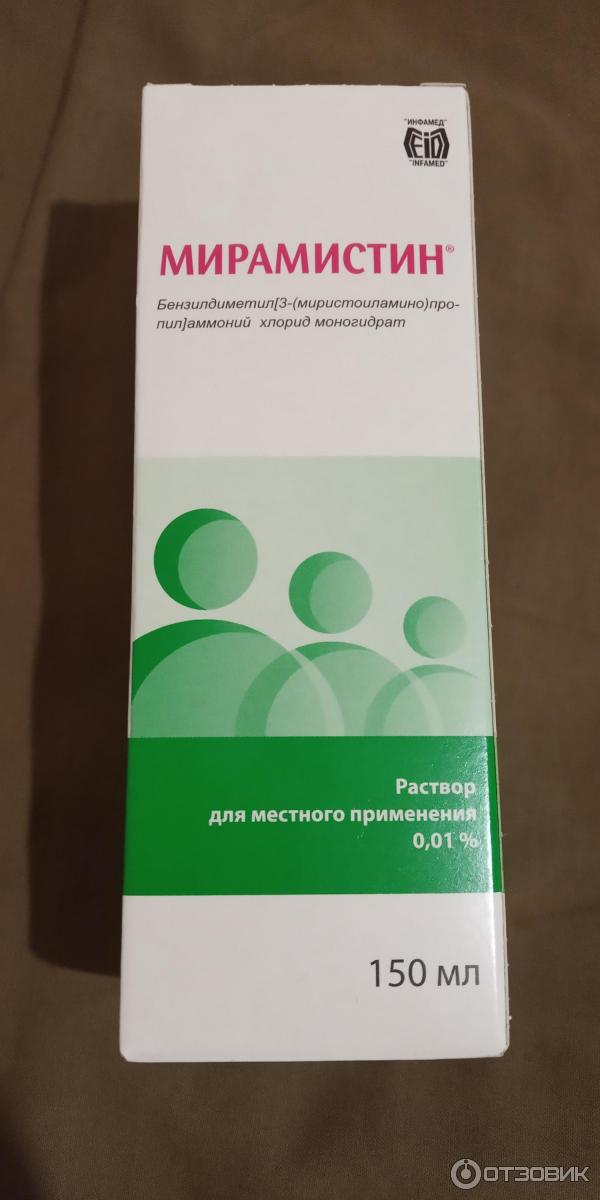 "ИНФАМЕД"
"INFAMED"
МИРАМИСТИН®
Бензилдиметил[3-(миристоиламино)про-
пил]аммоний хлорид моногидрат
Раствор
для местного применения
0,01 %
150 мл
ОТЗОВИК